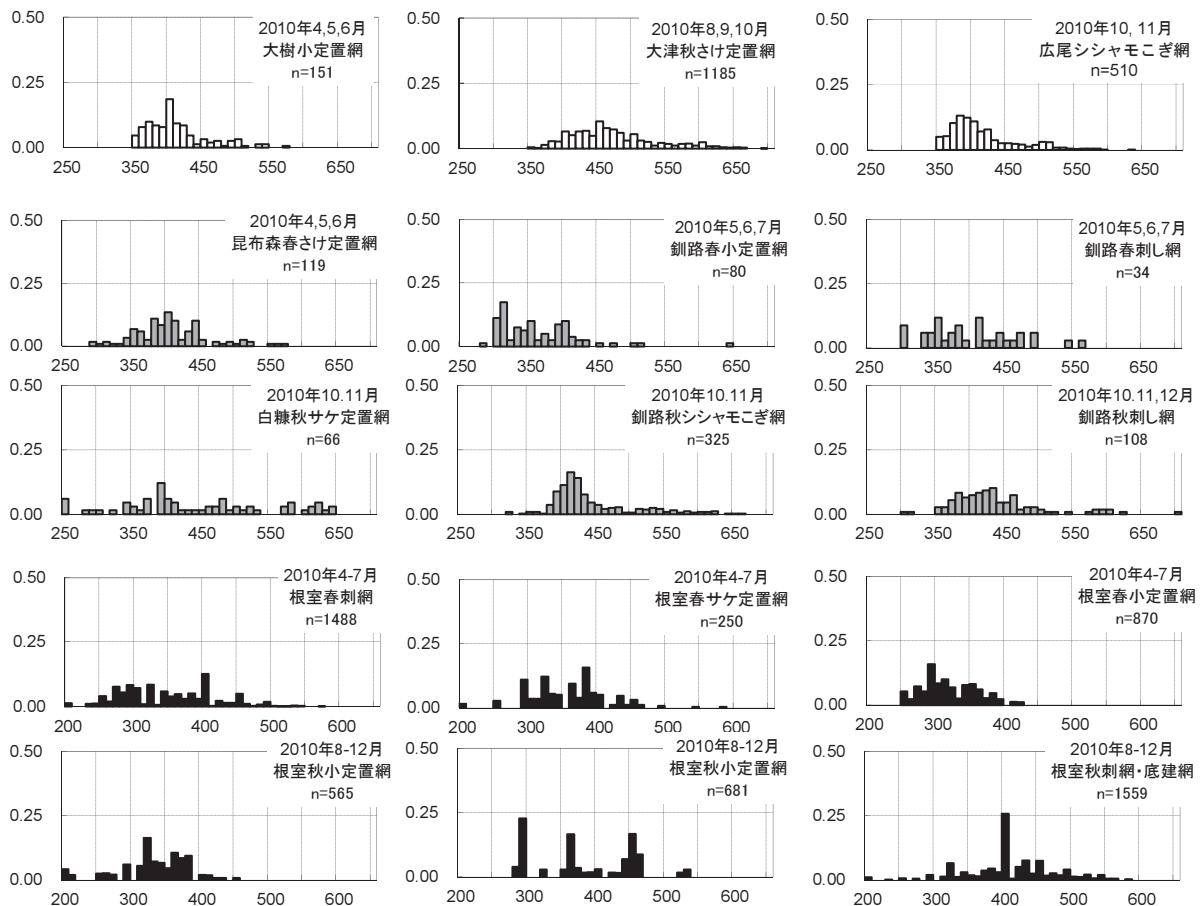 0.50
0.25
0.00
250 350 450 550 650
2010年4,5,6月
大樹小定置網
n=151
0.50
0.25
0.00
250 350 450 550 650
2010年8,9,10月
大津秋さけ定置網
n=1185
0.50
0.25
0.00
250 350 450 550 650
2010年10, 11月
広尾シシャモこぎ網
n=510
0.50
0.25
0.00
250 350 450 550 650
2010年4,5,6月
昆布森春さけ定置網
n=119
0.50
0.25
0.00
250 350 450 550 650
2010年5,6,7月
釧路春小定置網
n=80
0.50
0.25
0.00
250 350 450 550 650
2010年5,6,7月
釧路春刺し網
n=34
0.50
0.25
0.00
250 350 450 550 650
2010年10.11月
白糠秋サケ定置網
n=66
0.50
0.25
0.00
250 350 450 550 650
2010年10.11月
釧路秋シシャモこぎ網
n=325
0.50
0.25
0.00
250 350 450 550 650
2010年10.11,12月
釧路秋刺し網
n=108
0.50
0.25
0.00
200 300 400 500 600
2010年4-7月
根室春刺網
n=1488
0.50
0.25
0.00
200 300 400 500 600
2010年4-7月
根室春サケ定置網
n=250
0.50
0.25
0.00
200 300 400 500 600
2010年4-7月
根室春小定置網
n=870
0.50
0.25
0.00
200 300 400 500 600
2010年8-12月
根室秋小定置網
n=565
0.50
0.25
0.00
200 300 400 500 600
2010年8-12月
根室秋小定置網
n=681
0.50
0.25
0.00
200 300 400 500 600
2010年8-12月
根室秋刺網・底建網
n=1559